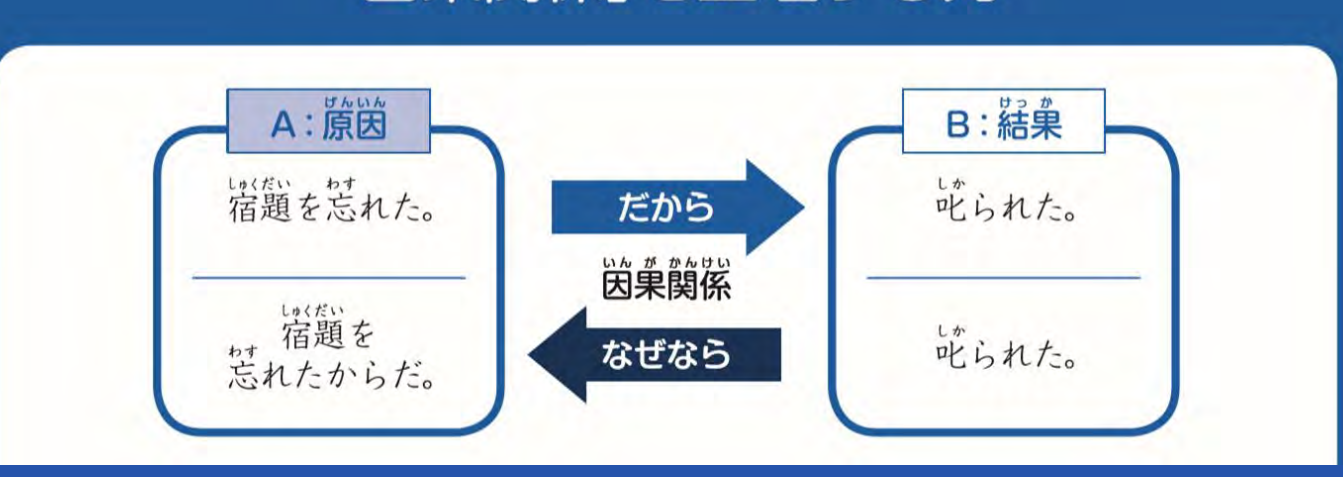 A：原因
宿題を忘れた。
宿題を
忘れたからだ。
だから
因果関係
なぜなら
B：結果
叱られた。
叱られた。